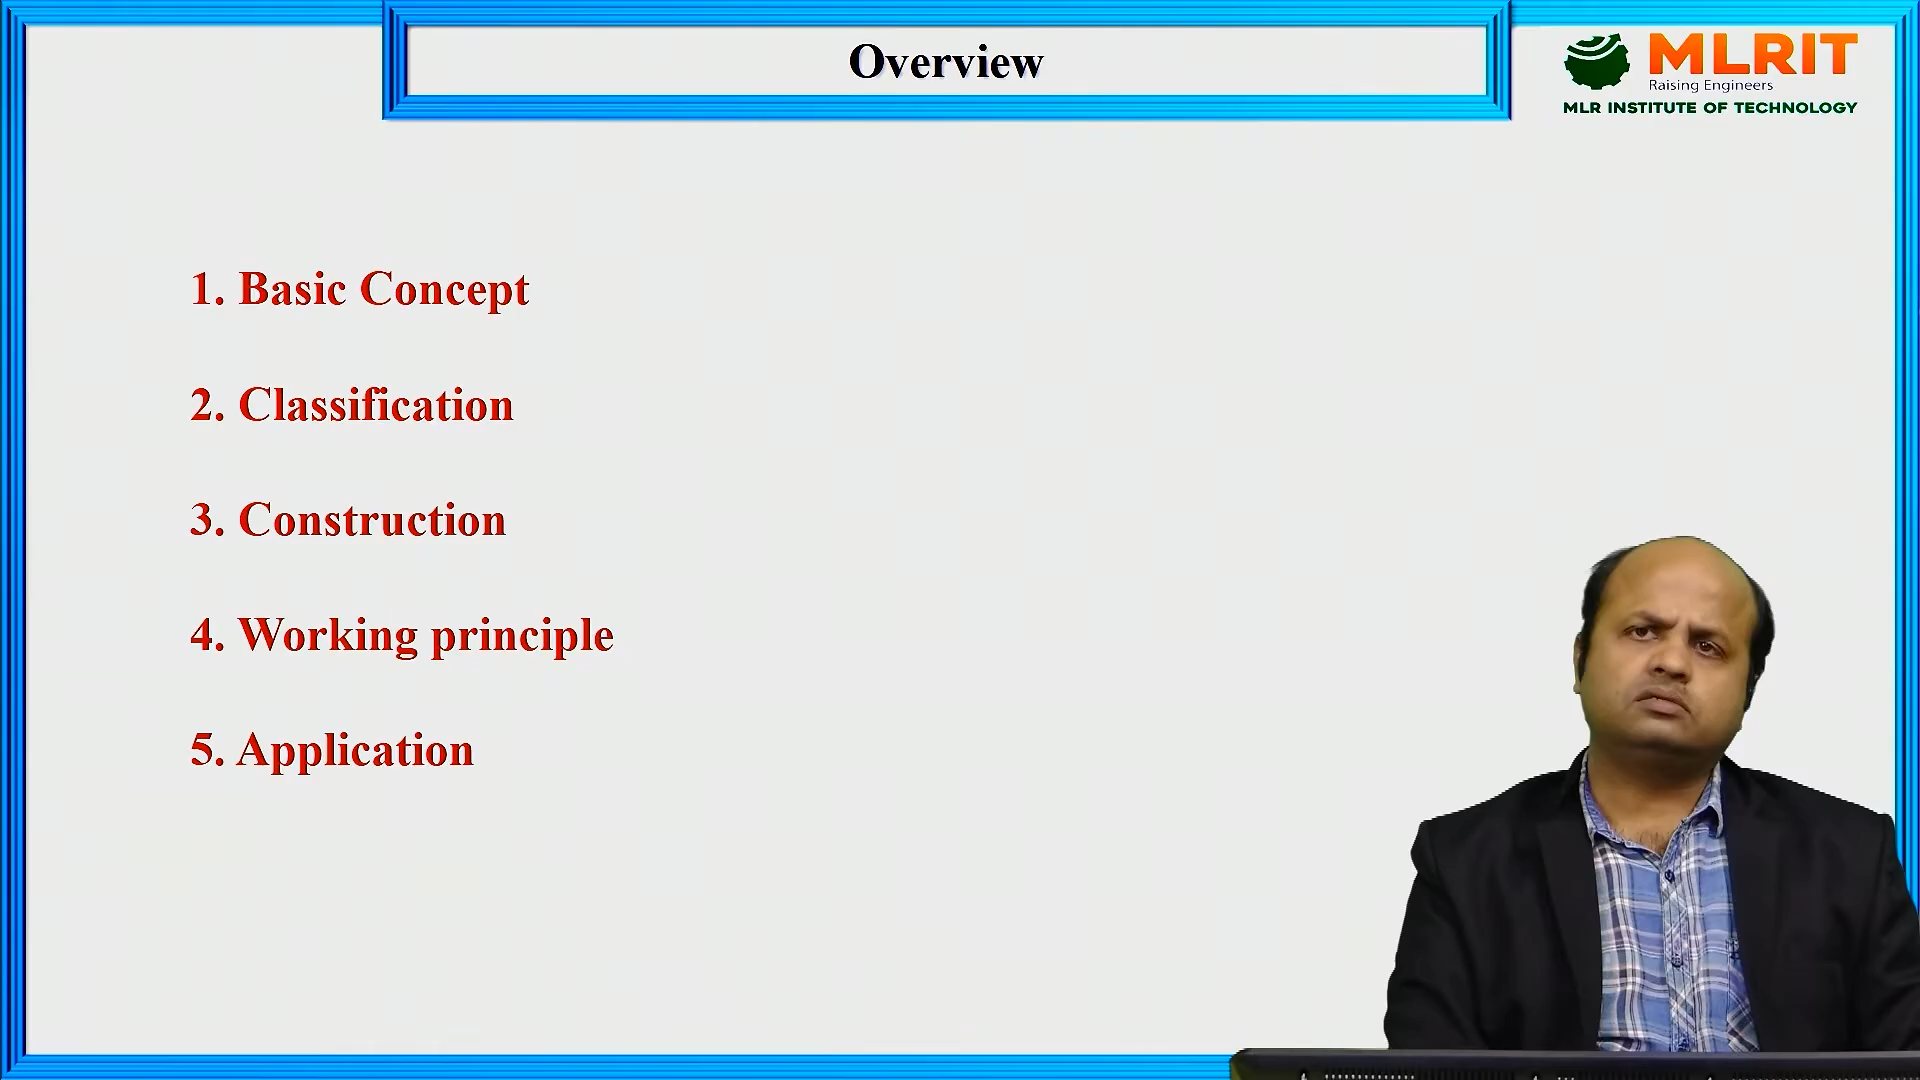 Overview
MLRIT
Raising Engineers
MLR INSTITUTE OF TECHNOLOGY
1. Basic Concept
2. Classification
3. Construction
4. Working principle
5. Application